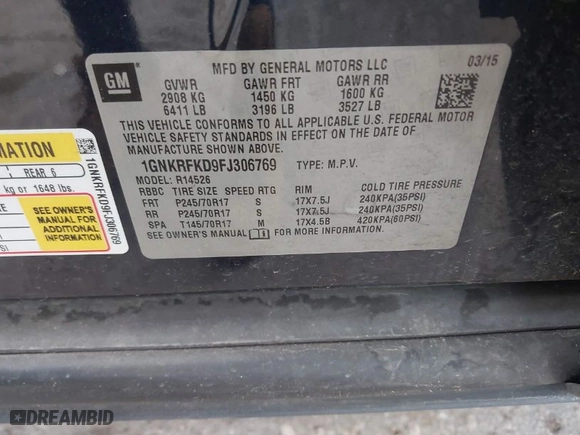 MFD BY GENERAL MOTORS LLC
03/15
GM
GVWR GAWR FRT GAWR RR
2908 KG 1450 KG 1600 KG
6411 LB 3196 LB 3527 LB
THIS VEHICLE CONFORMS TO ALL APPLICABLE U.S. FEDERAL MOTOR
VEHICLE SAFETY STANDARDS IN EFFECT ON THE DATE OF
MANUFACTURE SHOWN ABOVE.
1GNKRFKD9FJ306769 TYPE: M.P.V.
MODEL: R14526
RBBC TIRE SIZE SPEED RTG RIM COLD TIRE PRESSURE
FRT P245/70R17 S 17X7.5J 240KPA(35PSI)
RR P245/70R17 S 17X7.5J 240KPA(35PSI)
SPA T145/70R17 M 17X4.5B 420KPA(60PSI)
SEE OWNER'S MANUAL FOR MORE INFORMATION.
MATION
REAR 6
kg or 1648 lbs.
SEE OWNER'S
MANUAL FOR
ADDITIONAL
INFORMATION
1GNKRFKD9FJ306769
DREAMBID